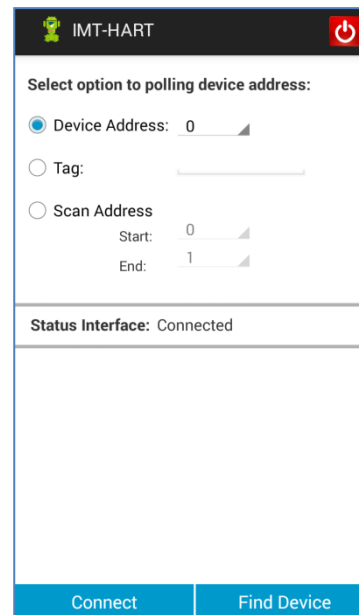 IMT-HART
Select option to polling device address:
Device Address: 0
Tag:
Scan Address
Start: 0
End: 1
Status Interface: Connected
Connect Find Device